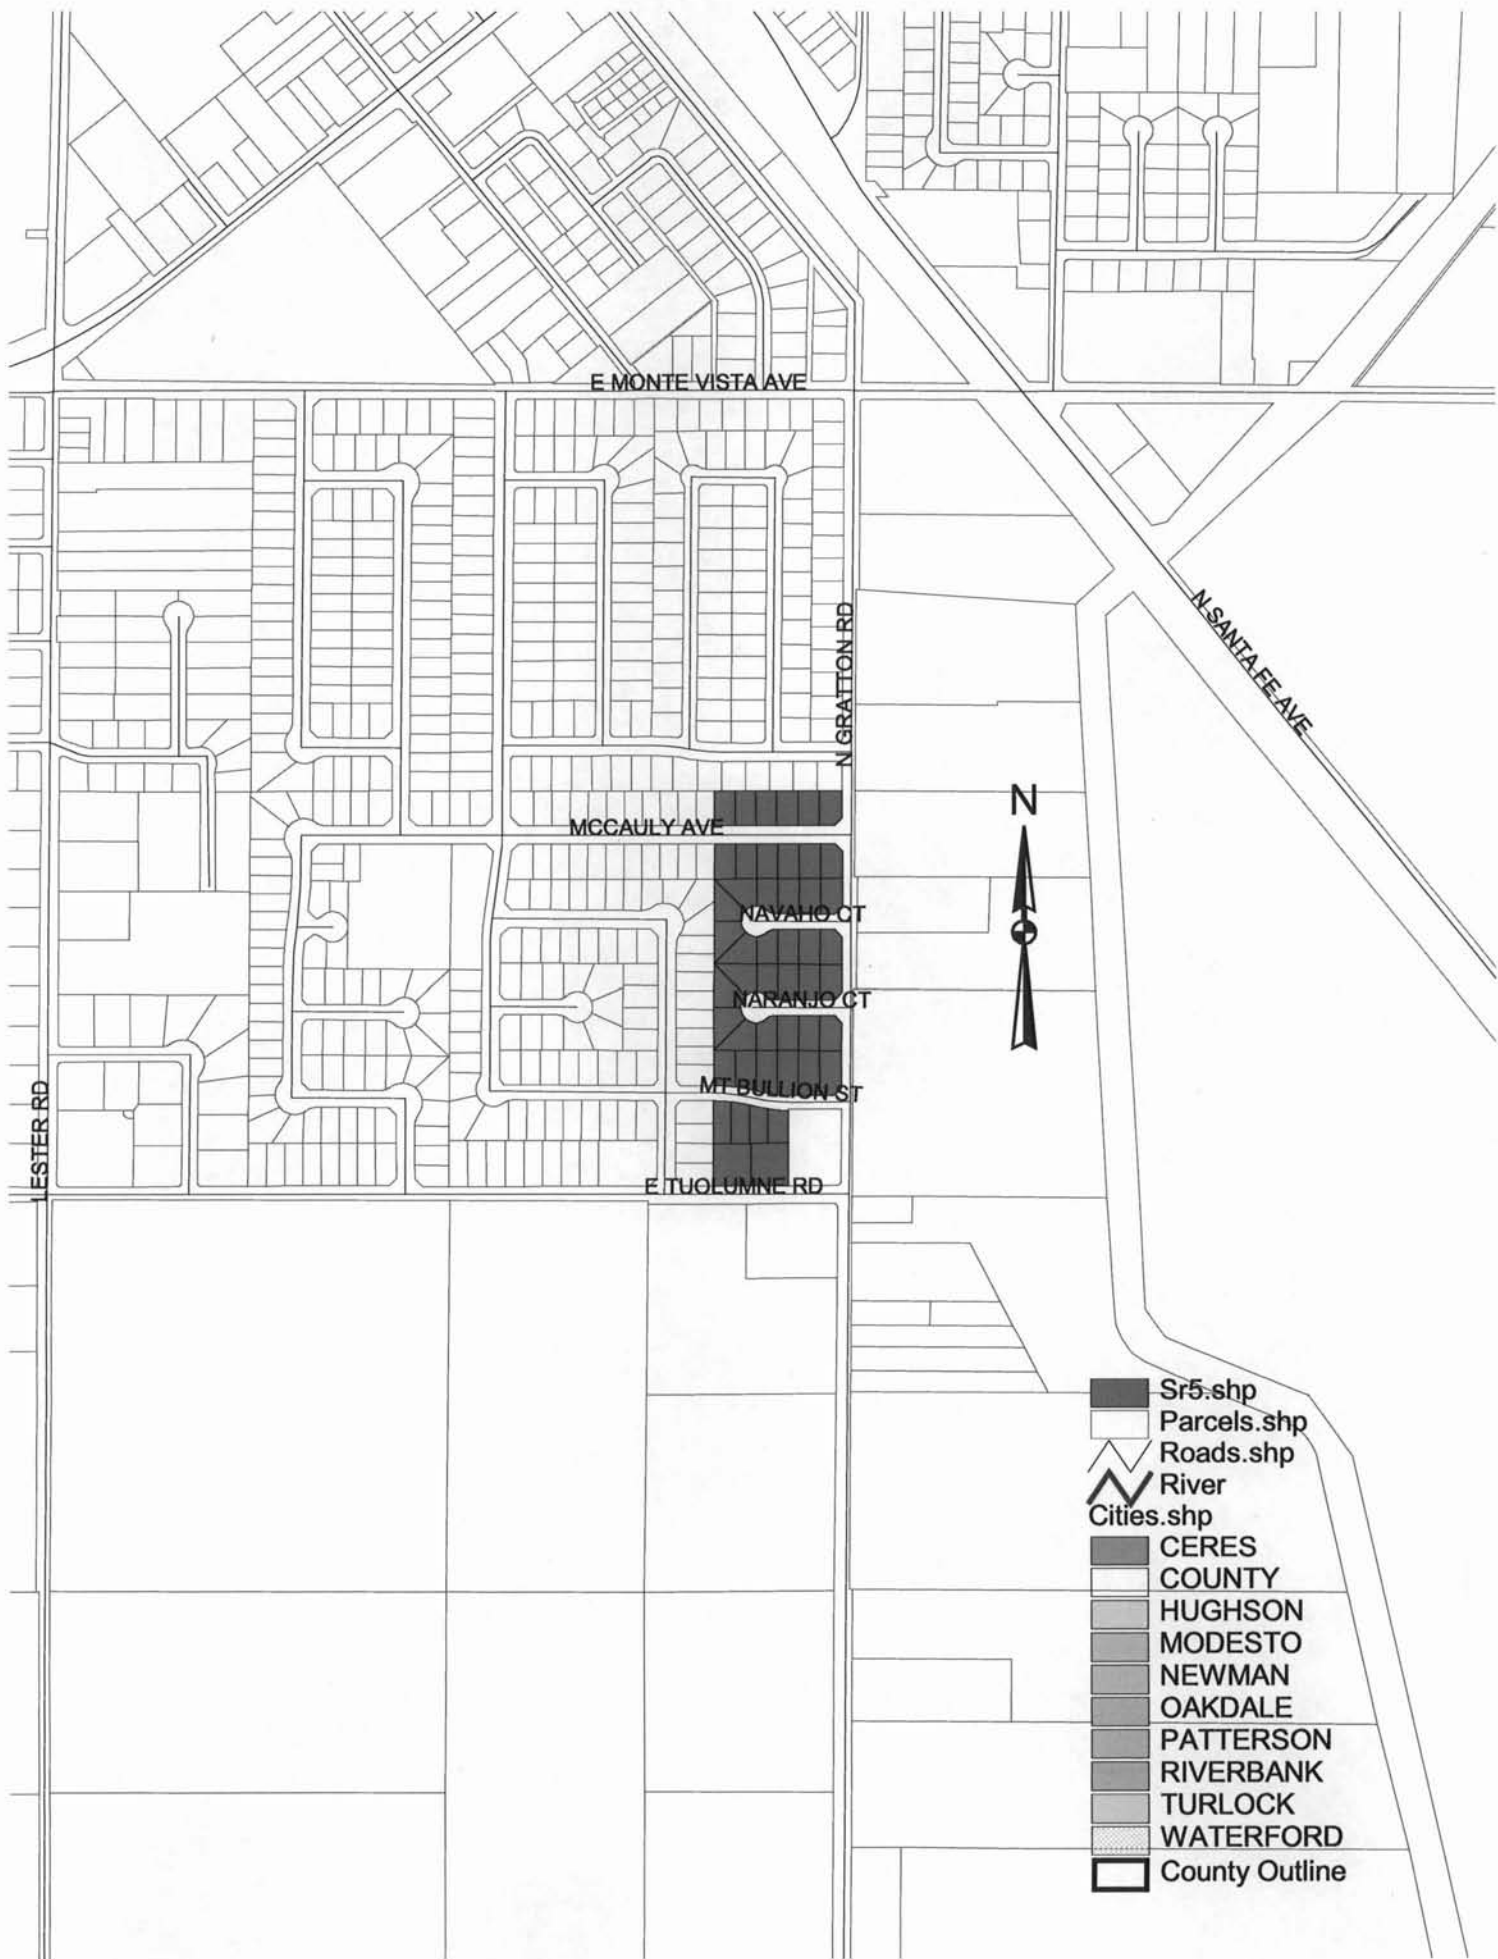 E MONTE VISTA AVE
N GRATTON RD
N SANTA FE AVE
N
MCCAULY AVE
NAVAHO CT
NARANJO CT
MT BULLION ST
LESTER RD
E TUOLUMNE RD
Sr5.shp
Parcels.shp
Roads.shp
River
Cities.shp
CERES
COUNTY
HUGHSON
MODESTO
NEWMAN
OAKDALE
PATTERSON
RIVERBANK
TURLOCK
WATERFORD
County Outline